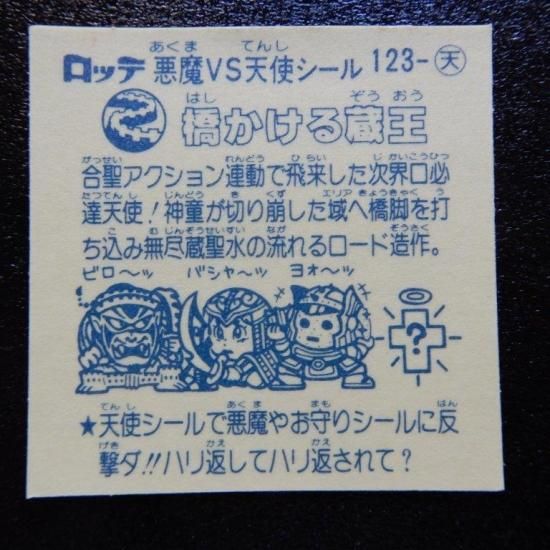 ロッテ 悪魔VS天使シール 123-天
橋かける蔵王
合聖アクション連動で飛来した次界口必
達天使!神童が切り崩した域へ橋脚を打
ち込み無尽蔵聖水の流れるロード造作。
ビロ〜ッ バシャ〜ッ ヨォ〜ッ
?
★天使シールで悪魔やお守りシールに反
撃ダ!!ハリ返してハリ返されて?